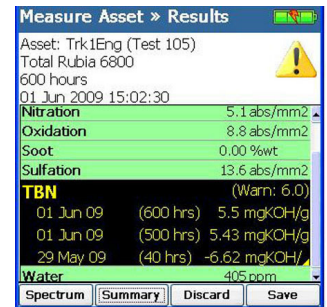 Measure Asset » Results
Asset: Trk1Eng (Test 105)
Total Rubia 6800
600 hours
01 Jun 2009 15:02:30
Nitration 5.1 abs/mm2
Oxidation 8.8 abs/mm2
Soot 0.00 %wt
Sulfation 13.6 abs/mm2
TBN (Warn: 6.0)
01 Jun 09 (600 hrs) 5.5 mgKOH/g
01 Jun 09 (500 hrs) 5.43 mgKOH/g
29 May 09 (40 hrs) -6.62 mgKOH/
Water 405 ppm
Spectrum Summary Discard Save